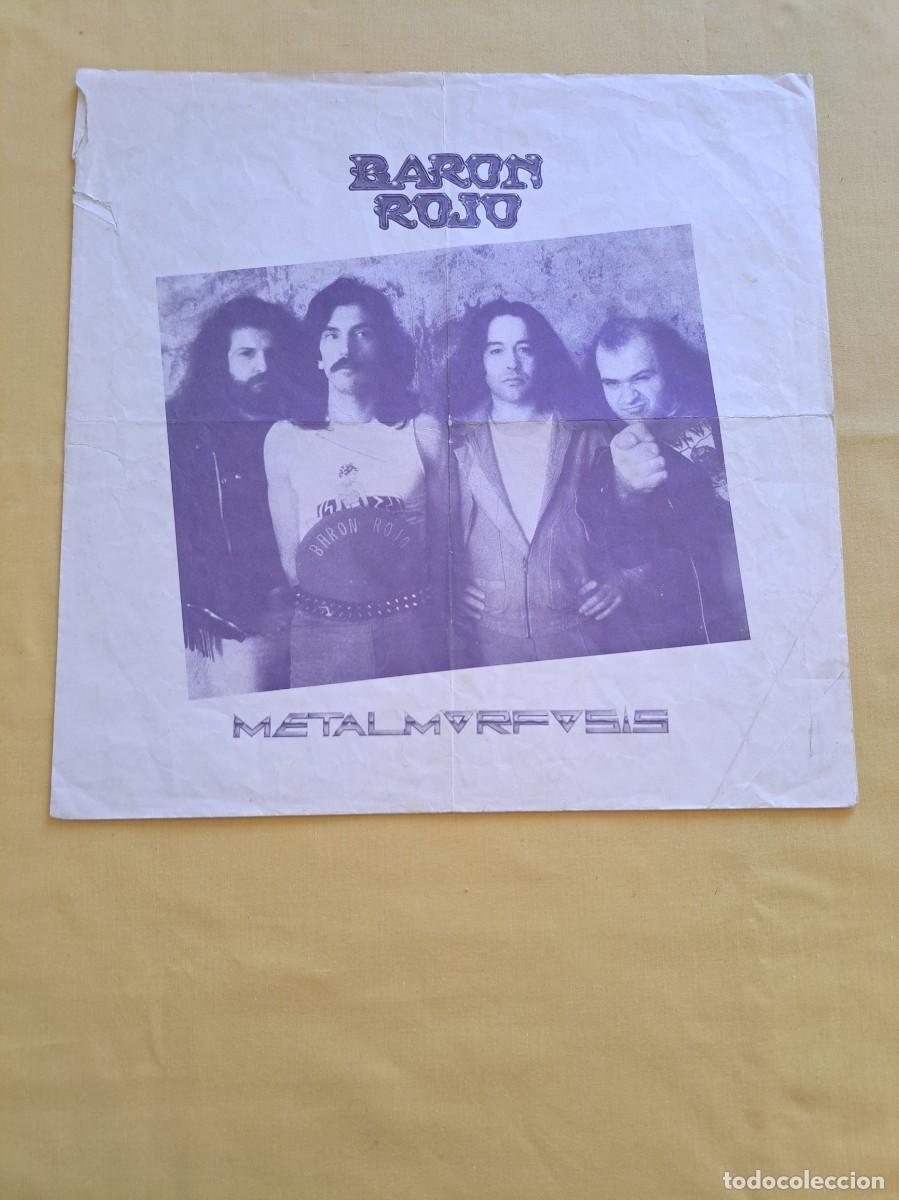 BARON
ROJO
BARON ROJO
METALMORFOSIS
todocoleccion